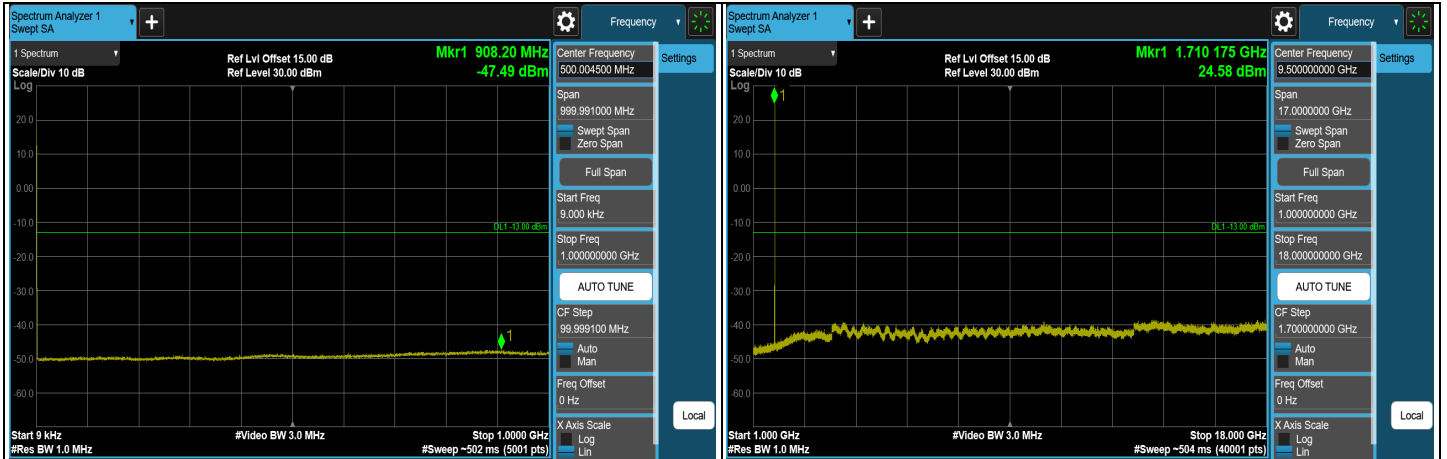 Spectrum Analyzer 1
Swept SA
+
Frequency
1 Spectrum
Scale/Div 10 dB
Log
Ref Lvl Offset 15.00 dB
Ref Level 30.00 dBm
Mkr1 908.20 MHz
-47.49 dBm
20.0
10.0
0.00
-10.0
-20.0
-30.0
-40.0
-50.0
-60.0
DL1 -13.00 dBm
1
Start 9 kHz
#Res BW 1.0 MHz
#Video BW 3.0 MHz
Stop 1.0000 GHz
#Sweep ~502 ms (5001 pts)
Center Frequency
500.004500 MHz
Span
999.991000 MHz
Swept Span
Zero Span
Full Span
Start Freq
9.000 kHz
Stop Freq
1.000000000 GHz
AUTO TUNE
CF Step
99.999100 MHz
Auto
Man
Freq Offset
0 Hz
X Axis Scale
Log
Lin
Settings
Local
Spectrum Analyzer 1
Swept SA
+
Frequency
1 Spectrum
Scale/Div 10 dB
Log
Ref Lvl Offset 15.00 dB
Ref Level 30.00 dBm
Mkr1 1.710 175 GHz
24.58 dBm
1
20.0
10.0
0.00
-10.0
-20.0
-30.0
-40.0
-50.0
-60.0
DL1 -13.00 dBm
Start 1.000 GHz
#Res BW 1.0 MHz
#Video BW 3.0 MHz
Stop 18.000 GHz
#Sweep ~504 ms (40001 pts)
Center Frequency
9.500000000 GHz
Span
17.0000000 GHz
Swept Span
Zero Span
Full Span
Start Freq
1.000000000 GHz
Stop Freq
18.000000000 GHz
AUTO TUNE
CF Step
1.700000000 GHz
Auto
Man
Freq Offset
0 Hz
X Axis Scale
Log
Lin
Settings
Local